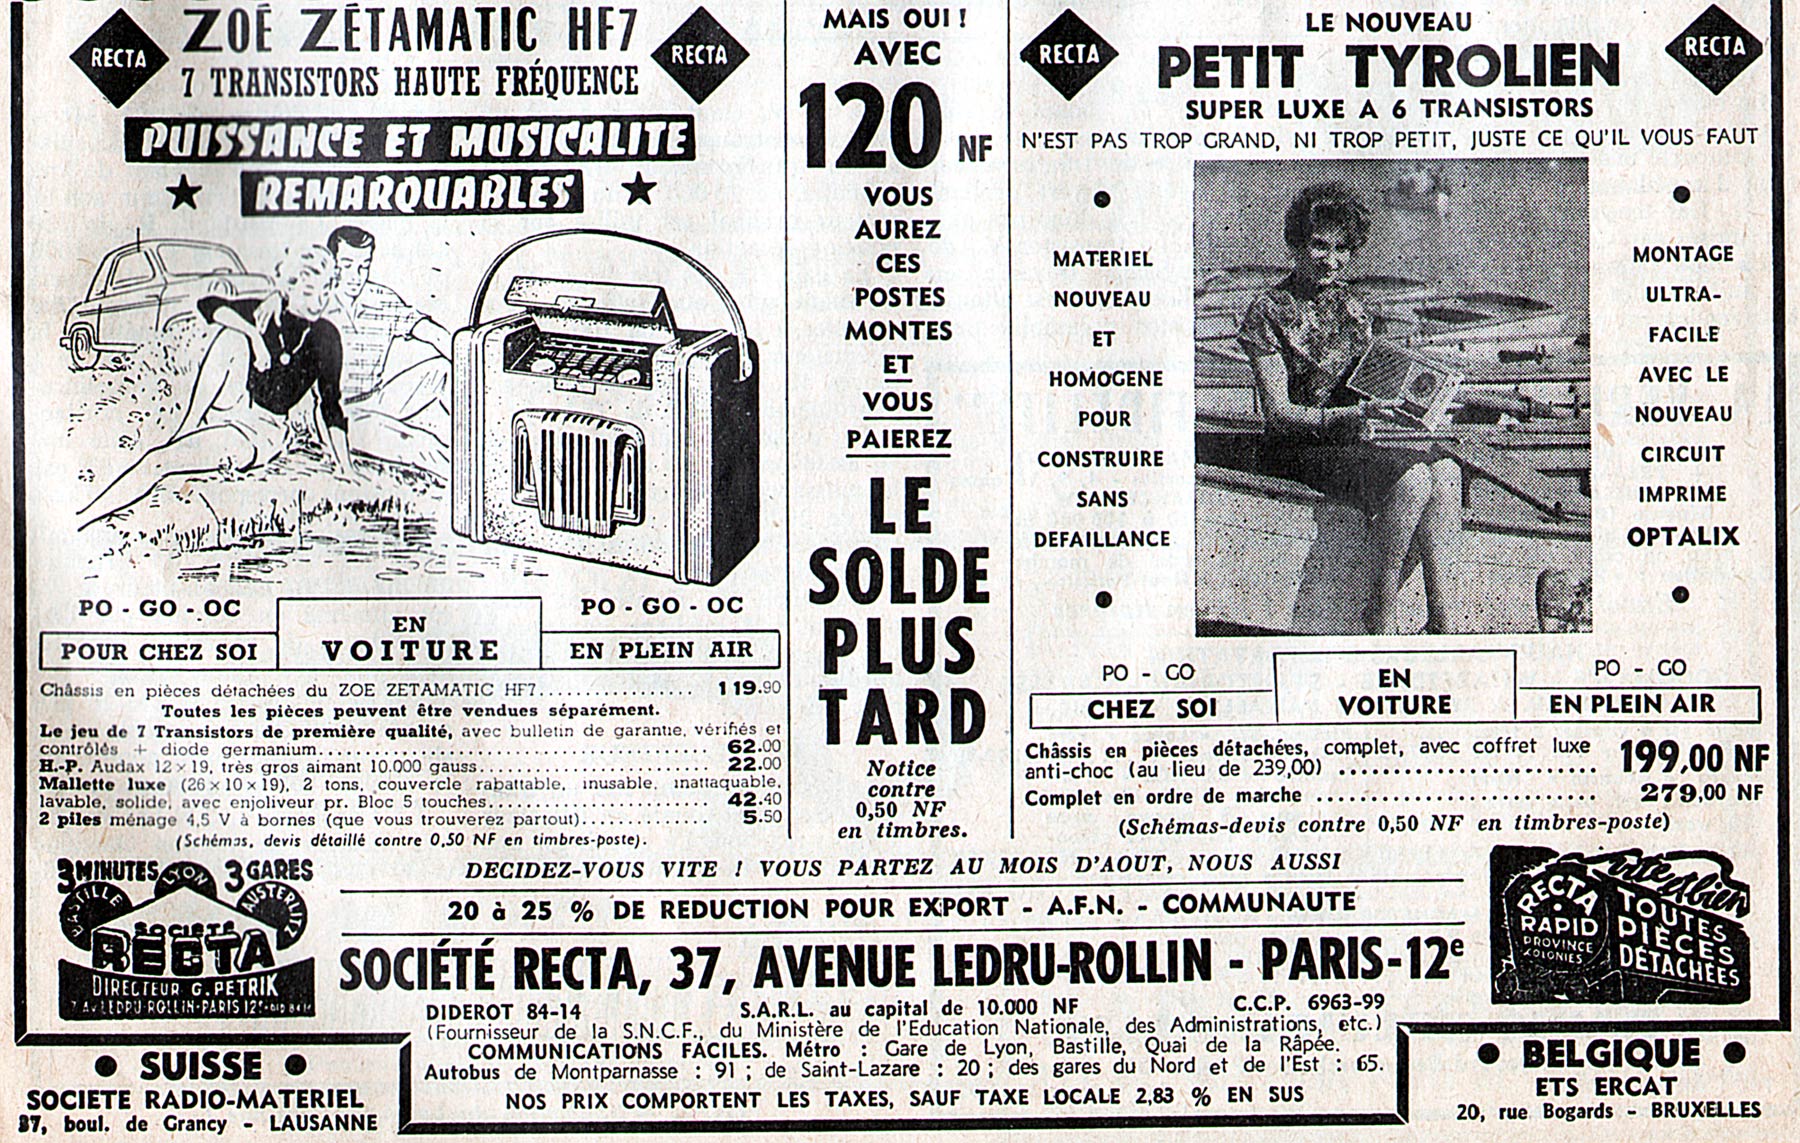 RECTA
ZOÉ ZÉTAMATIC HF7
RECTA
7 TRANSISTORS HAUTE FRÉQUENCE
PUISSANCE ET MUSICALITE
REMARQUABLES
PO - GO - OC
PO - GO - OC
POUR CHEZ SOI
EN
VOITURE
EN PLEIN AIR
Châssis en pièces détachées du ZOE ZETAMATIC HF7.................. 119.90
Toutes les pièces peuvent être vendues séparément.
Le jeu de 7 Transistors de première qualité, avec bulletin de garantie, vérifiés et
contrôlés + diode germanium.................. 62.00
H.-P. Audax 12 × 19, très gros aimant 10.000 gauss.................. 22.00
Mallette luxe (26 × 10 × 19), 2 tons, couvercle rabattable, inusable, inattaquable,
lavable, solide, avec enjoliveur pr. Bloc 5 touches.................. 42.40
2 piles ménage 4,5 V à bornes (que vous trouverez partout).................. 5.50
(Schémas, devis détaillé contre 0,50 NF en timbres-poste).
MAIS OUI !
AVEC
120 NF
VOUS
AUREZ
CES
POSTES
MONTES
ET
VOUS
PAIEREZ
LE
SOLDE
PLUS
TARD
Notice
contre
0,50 NF
en timbres.
RECTA
LE NOUVEAU
RECTA
PETIT TYROLIEN
SUPER LUXE A 6 TRANSISTORS
N'EST PAS TROP GRAND, NI TROP PETIT, JUSTE CE QU'IL VOUS FAUT
MATERIEL
NOUVEAU
ET
HOMOGENE
POUR
CONSTRUIRE
SANS
DEFAILLANCE
MONTAGE
ULTRA-
FACILE
AVEC LE
NOUVEAU
CIRCUIT
IMPRIME
OPTALIX
PO - GO
PO - GO
CHEZ SOI
EN
VOITURE
EN PLEIN AIR
Châssis en pièces détachées, complet, avec coffret luxe
anti-choc (au lieu de 239,00) .................. 199,00 NF
Complet en ordre de marche .................. 279,00 NF
(Schémas-devis contre 0,50 NF en timbres-poste)
DECIDEZ-VOUS VITE ! VOUS PARTEZ AU MOIS D'AOUT, NOUS AUSSI
20 à 25 % DE REDUCTION POUR EXPORT - A.F.N. - COMMUNAUTE
3 MINUTES
3 GARES
BASTILLE
LYON
AUSTERLITZ
SOCIÉTÉ
RECTA
DIRECTEUR G. PETRIK
SOCIÉTÉ RECTA, 37, AVENUE LEDRU-ROLLIN - PARIS-12e
DIDEROT 84-14
S.A.R.L. au capital de 10.000 NF
C.C.P. 6963-99
(Fournisseur de la S.N.C.F., du Ministère de l'Education Nationale, des Administrations, etc.)
COMMUNICATIONS FACILES. Métro : Gare de Lyon, Bastille, Quai de la Râpée.
Autobus de Montparnasse : 91 ; de Saint-Lazare : 20 ; des gares du Nord et de l'Est : 65.
NOS PRIX COMPORTENT LES TAXES, SAUF TAXE LOCALE 2,83 % EN SUS
RECTA
RAPID
PROVINCE
COLONIES
vite et bien
TOUTES
PIÈCES
DÉTACHÉES
SUISSE
SOCIETE RADIO-MATERIEL
37, boul. de Grancy - LAUSANNE
BELGIQUE
ETS ERCAT
20, rue Bogards - BRUXELLES